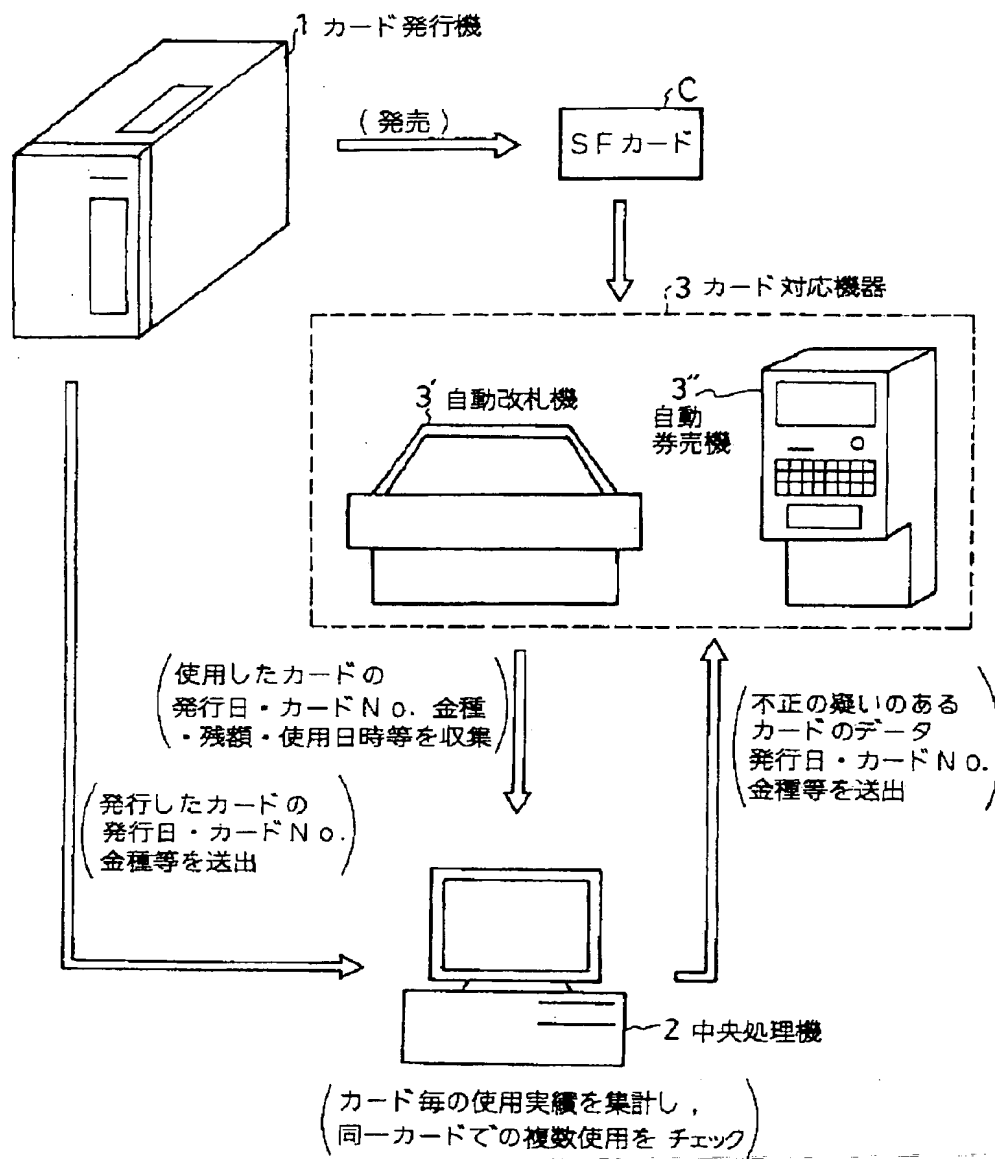 1 カード発行機
(発売)
C
SFカード
3 カード対応機器
3' 自動改札機
3''
自動
券売機
使用したカードの
発行日・カードNo. 金種
・残額・使用日時等を収集
不正の疑いのある
カードのデータ
発行日・カードNo.
金種等を送出
発行したカードの
発行日・カードNo.
金種等を送出
2 中央処理機
カード毎の使用実績を集計し,
同一カードでの複数使用をチェック